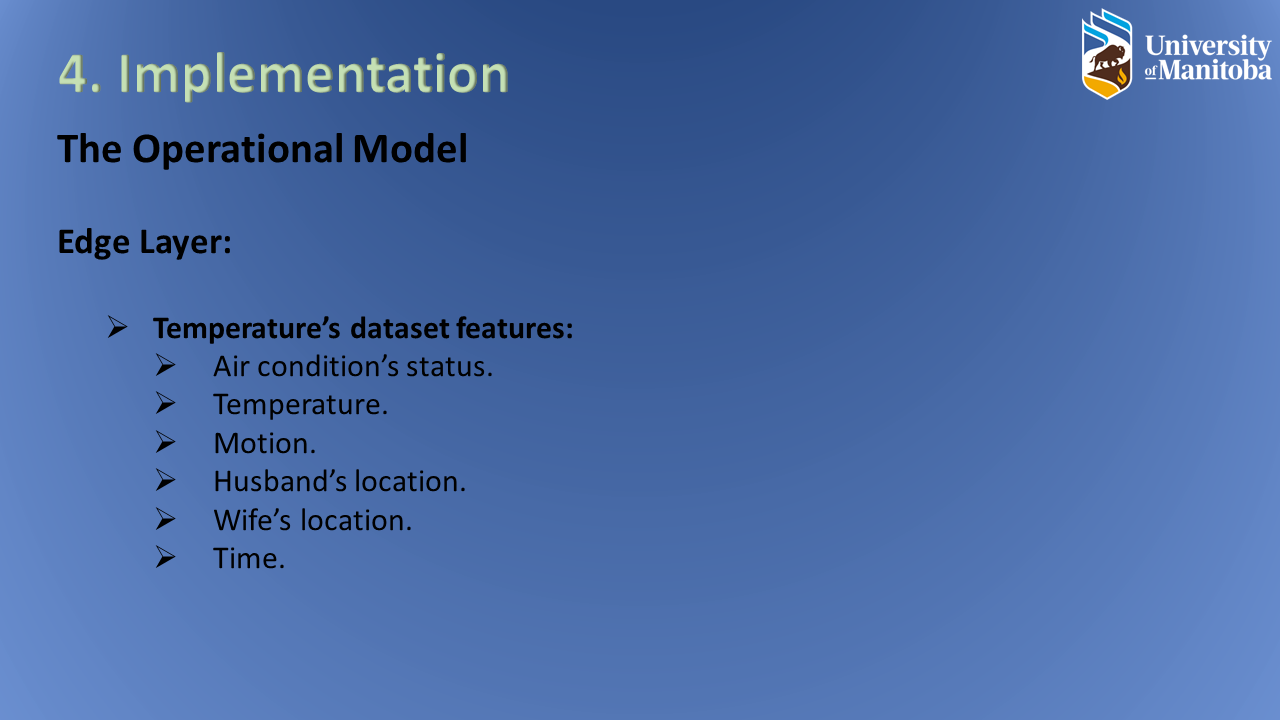 4. Implementation
University
of Manitoba
The Operational Model
Edge Layer:
➢ Temperature’s dataset features:
➢ Air condition’s status.
➢ Temperature.
➢ Motion.
➢ Husband’s location.
➢ Wife’s location.
➢ Time.